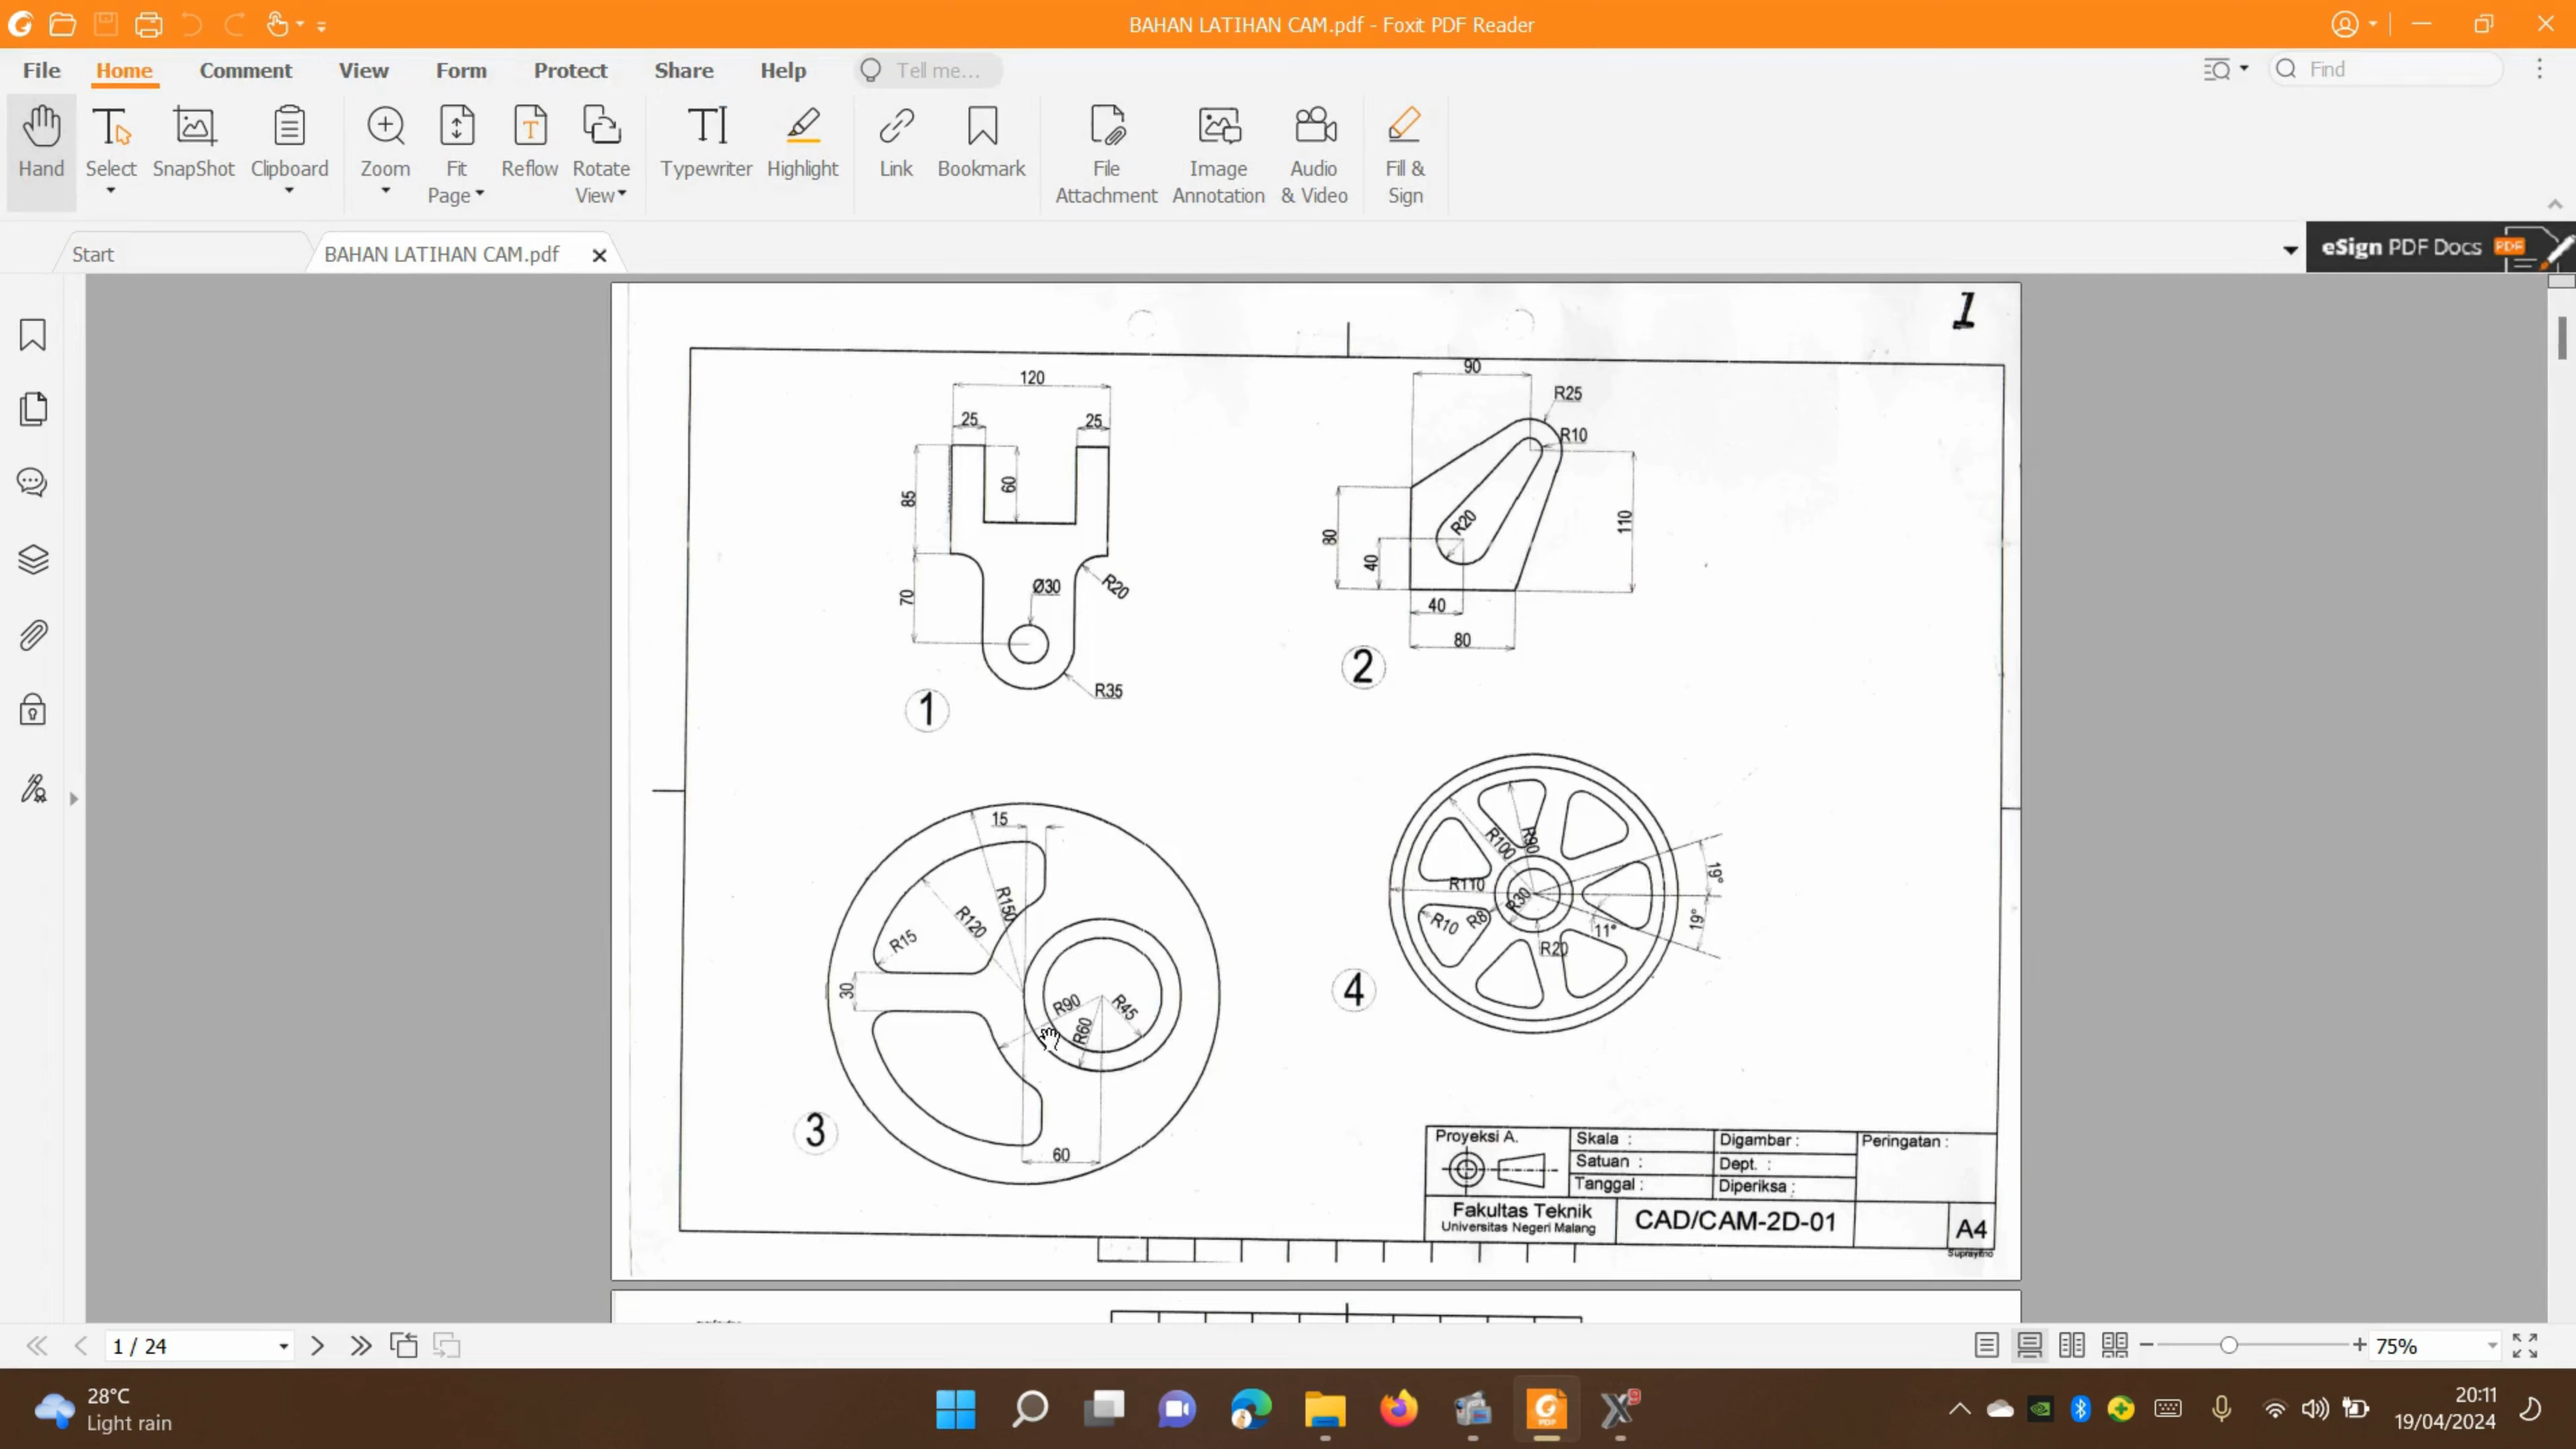 BAHAN LATIHAN CAM.pdf - Foxit PDF Reader
File Home Comment View Form Protect Share Help Tell me... Find
Hand Select SnapShot Clipboard Zoom Fit Page Reflow Rotate View Typewriter Highlight Link Bookmark File Attachment Image Annotation Audio & Video Fill & Sign
Start BAHAN LATIHAN CAM.pdf eSign PDF Docs PDF
1
120
25 25
85
60
70
Ø30
R20
R35
1
90
R25
R10
R20
80
40
110
40
80
2
15
R150
R120
R15
30
R90
R45
R60
60
3
R100
R90
R110
R30
R10
R8
R20
11°
19°
19°
4
Proyeksi A.
Skala :
Satuan :
Tanggal :
Digambar :
Dept. :
Diperiksa :
Peringatan :
Fakultas Teknik
Universitas Negeri Malang
CAD/CAM-2D-01
A4
Suprayitno
1 / 24
75%
28°C
Light rain
9
PDF
20:11
19/04/2024